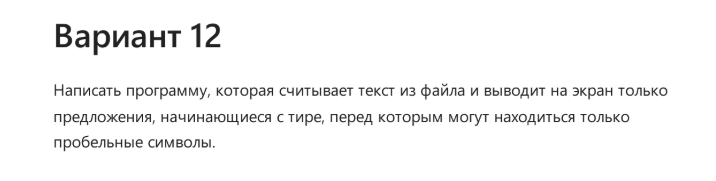 Вариант 12
Написать программу, которая считывает текст из файла и выводит на экран только
предложения, начинающиеся с тире, перед которым могут находиться только
пробельные символы.